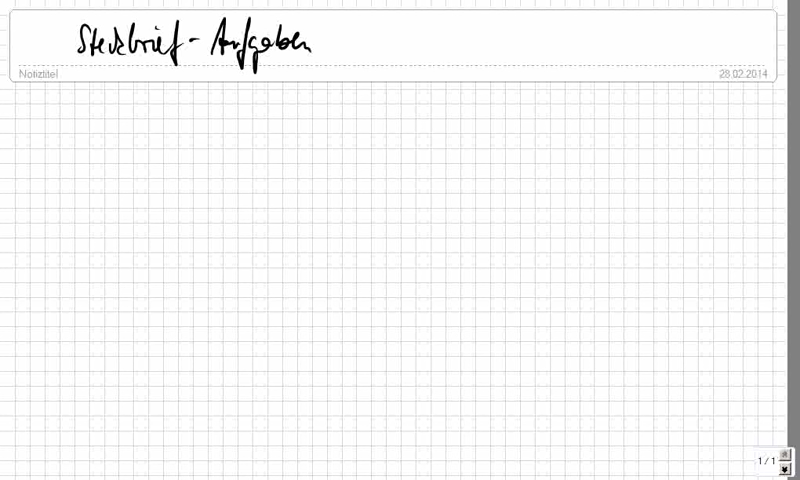 Steckbrief - Aufgaben
Notiztitel
28.02.2014
1 / 1